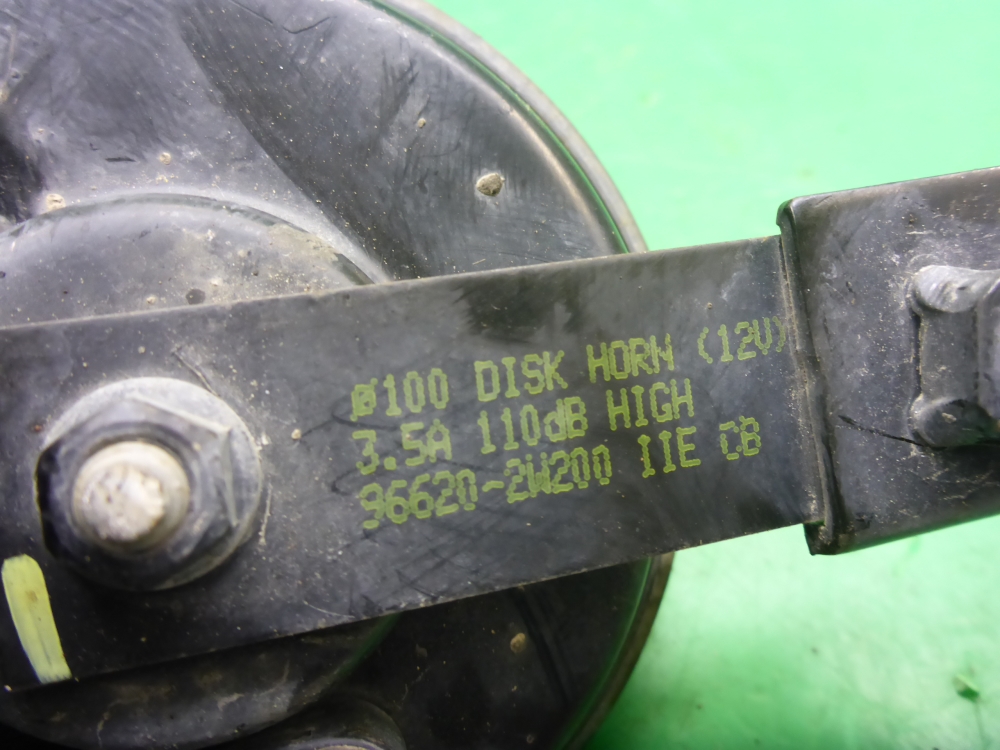 Ø100 DISK HORN (12V)
3.5A 110dB HIGH
96620-2W200 IIE CB